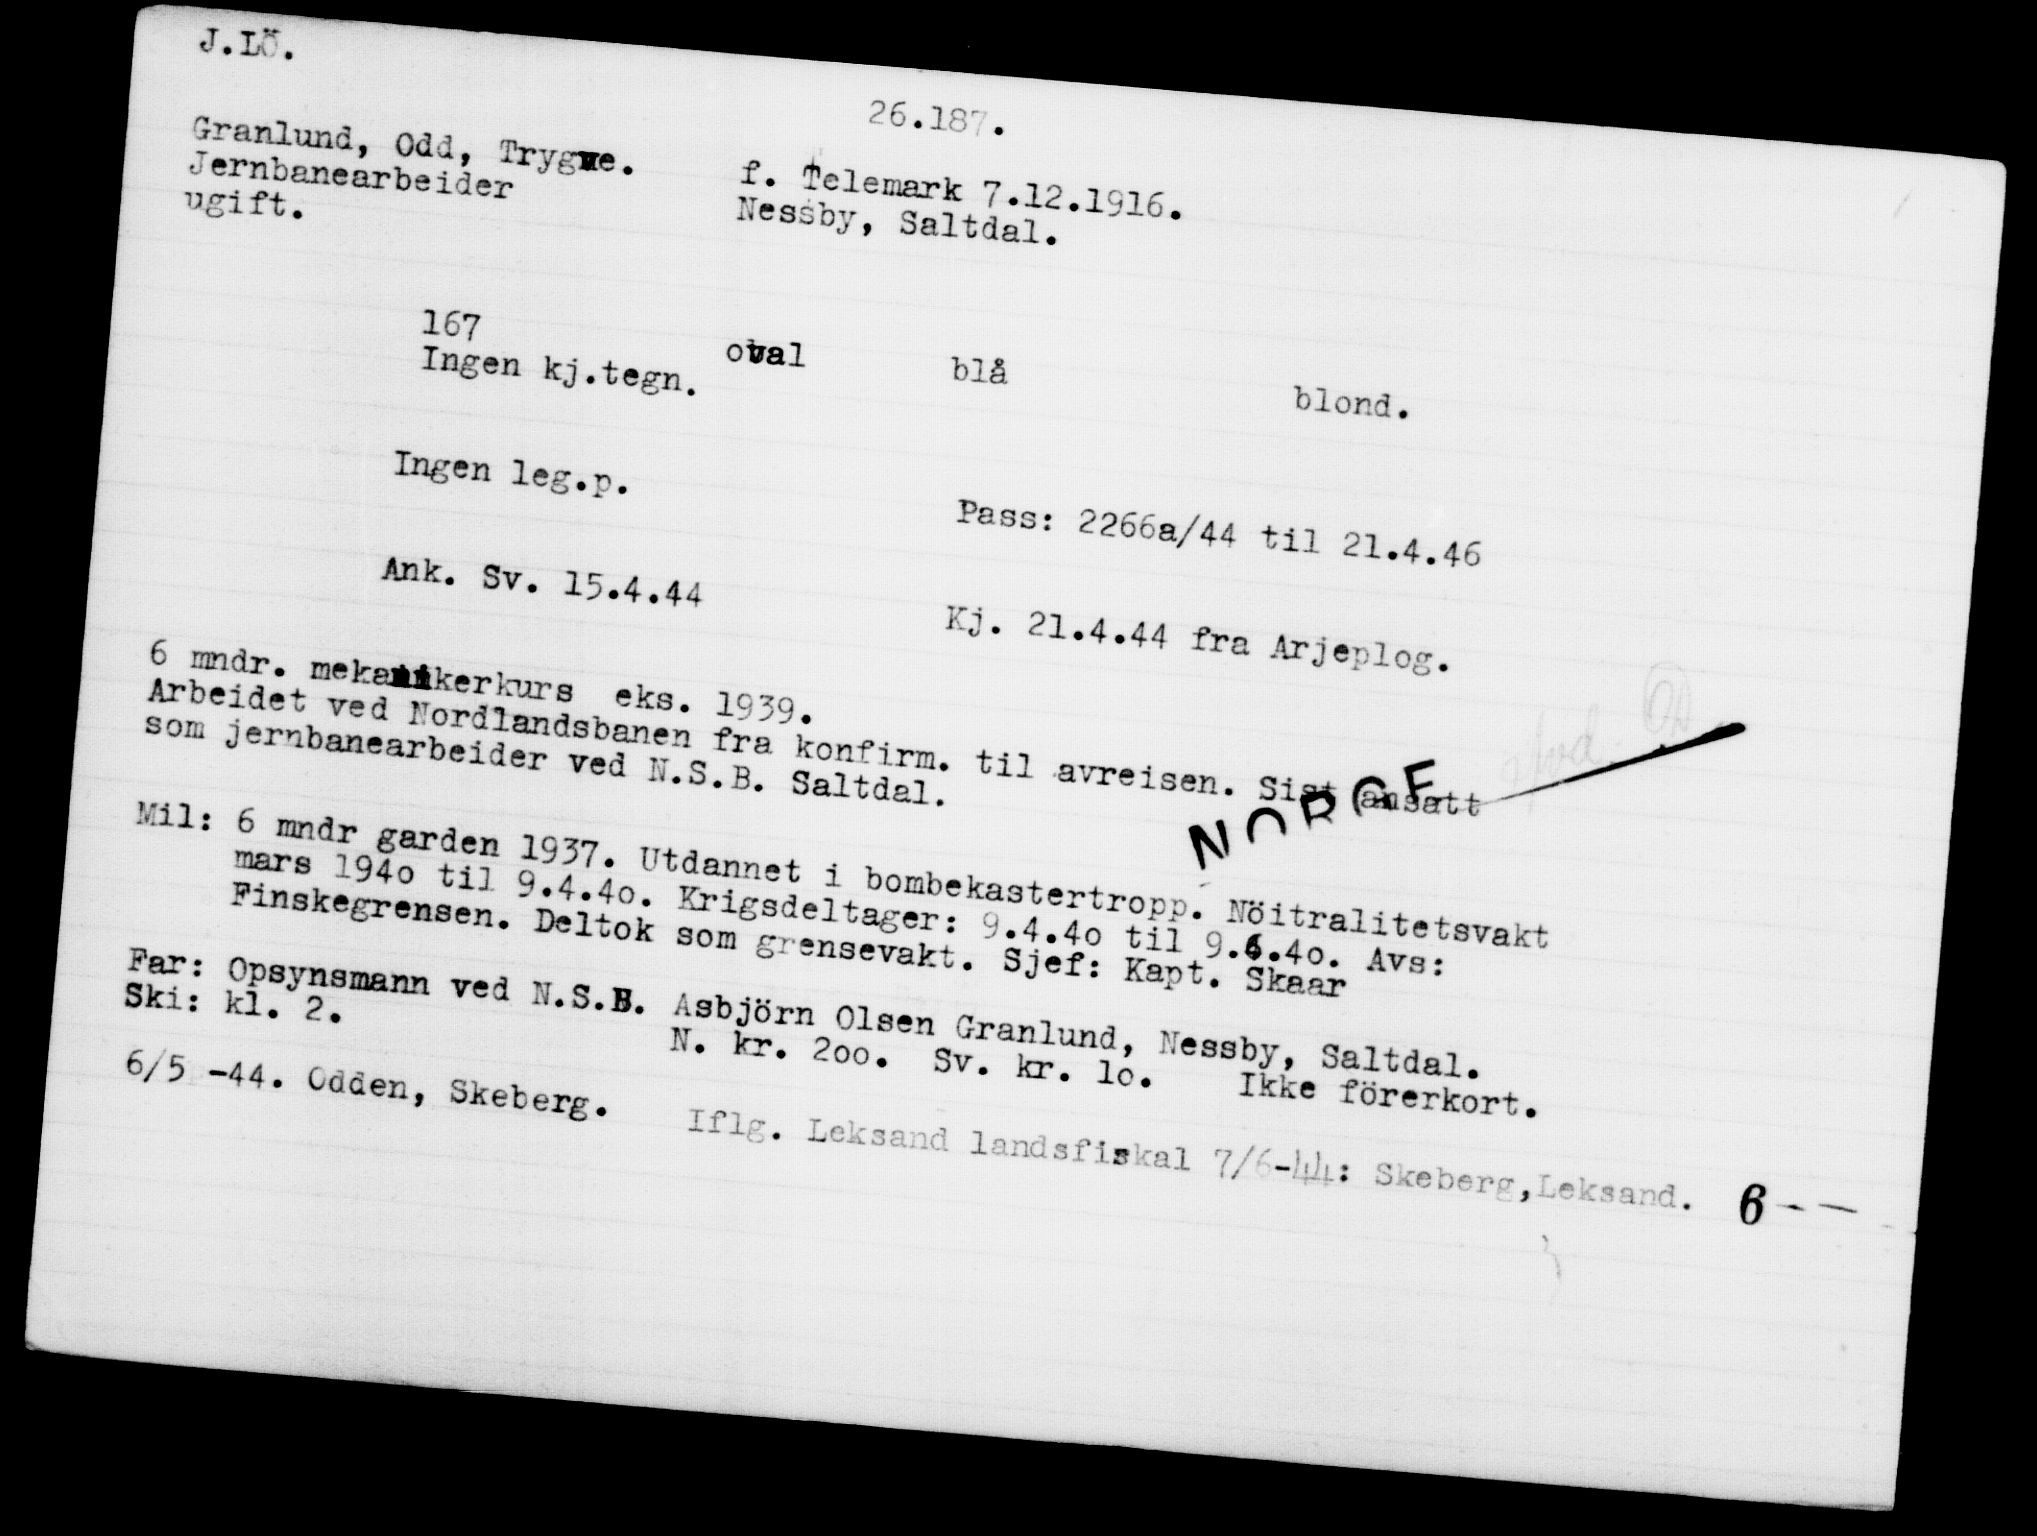 J.LÖ.
26.187.
Granlund, Odd, Trygve.
f. Telemark 7.12.1916.
Jernbanearbeider
Nessby, Saltdal.
ugift.
167
oval
blå
blond.
Ingen kj.tegn.
Ingen leg.p.
Pass: 2266a/44 til 21.4.46
Ank. Sv. 15.4.44
Kj. 21.4.44 fra Arjeplog.
6 mndr. mekanikerkurs eks. 1939.
Arbeidet ved Nordlandsbanen fra konfirm. til avreisen. Sist ansatt
som jernbanearbeider ved N.S.B. Saltdal.
NORGE
Mil: 6 mndr garden 1937. Utdannet i bombekastertropp. Nöitralitetsvakt
mars 194o til 9.4.4o. Krigsdeltager: 9.4.4o til 9.6.4o. Avs:
Finskegrensen. Deltok som grensevakt. Sjef: Kapt. Skaar
Far: Opsynsmann ved N.S.B. Asbjörn Olsen Granlund, Nessby, Saltdal.
Ski: kl. 2.
N. kr. 2oo. Sv. kr. lo. Ikke förerkort.
6/5 -44. Odden, Skeberg.
Iflg. Leksand landsfiskal 7/6-44: Skeberg,Leksand. 6--